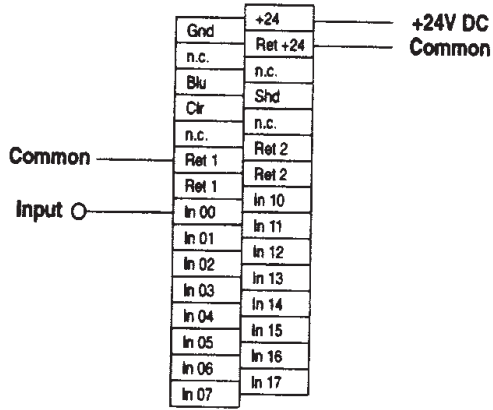 +24 +24V DC
Gnd Ret +24 Common
n.c. n.c.
Blu Shd
Clr n.c.
n.c. Ret 2
Common Ret 1 Ret 2
Ret 1 In 10
Input In 00 In 11
In 01 In 12
In 02 In 13
In 03 In 14
In 04 In 15
In 05 In 16
In 06 In 17
In 07